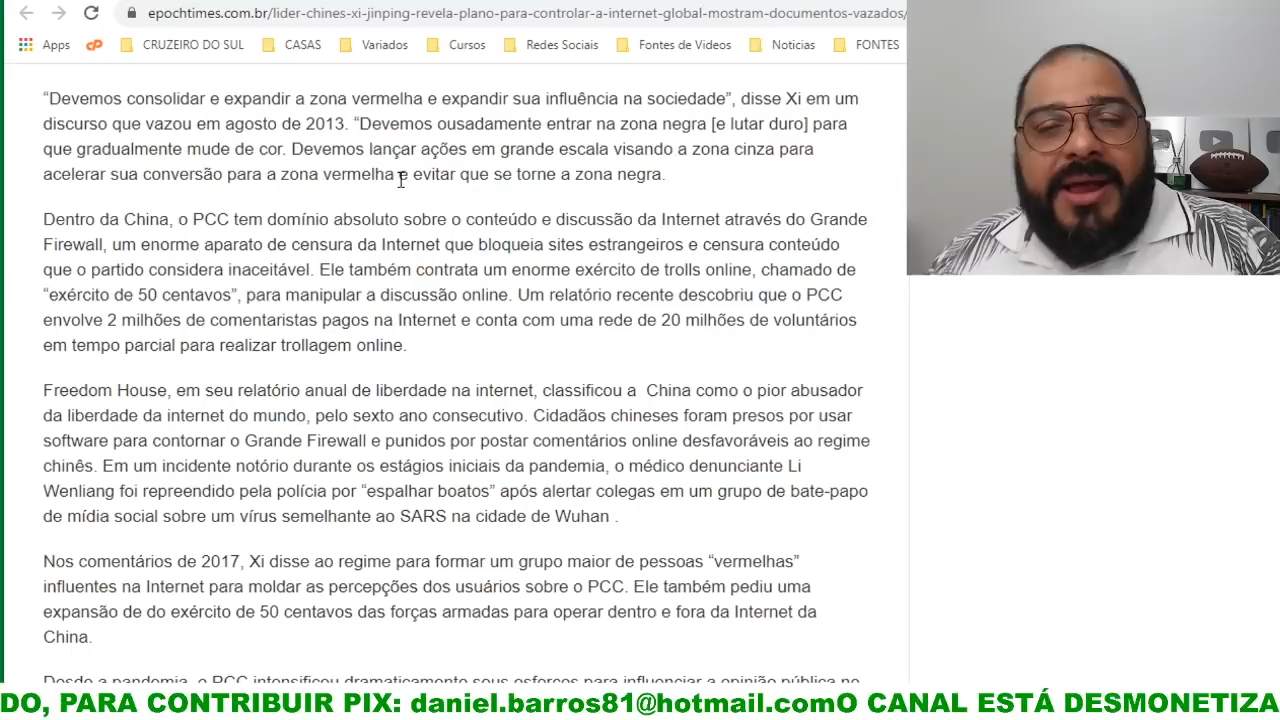 epochtimes.com.br/lider-chines-xi-jinping-revela-plano-para-controlar-a-internet-global-mostram-documentos-vazados/
Apps CRUZEIRO DO SUL CASAS Variados Cursos Redes Sociais Fontes de Videos Noticias FONTES
“Devemos consolidar e expandir a zona vermelha e expandir sua influência na sociedade”, disse Xi em um
discurso que vazou em agosto de 2013. “Devemos ousadamente entrar na zona negra [e lutar duro] para
que gradualmente mude de cor. Devemos lançar ações em grande escala visando a zona cinza para
acelerar sua conversão para a zona vermelha e evitar que se torne a zona negra.
Dentro da China, o PCC tem domínio absoluto sobre o conteúdo e discussão da Internet através do Grande
Firewall, um enorme aparato de censura da Internet que bloqueia sites estrangeiros e censura conteúdo
que o partido considera inaceitável. Ele também contrata um enorme exército de trolls online, chamado de
“exército de 50 centavos”, para manipular a discussão online. Um relatório recente descobriu que o PCC
envolve 2 milhões de comentaristas pagos na Internet e conta com uma rede de 20 milhões de voluntários
em tempo parcial para realizar trollagem online.
Freedom House, em seu relatório anual de liberdade na internet, classificou a China como o pior abusador
da liberdade da internet do mundo, pelo sexto ano consecutivo. Cidadãos chineses foram presos por usar
software para contornar o Grande Firewall e punidos por postar comentários online desfavoráveis ao regime
chinês. Em um incidente notório durante os estágios iniciais da pandemia, o médico denunciante Li
Wenliang foi repreendido pela polícia por “espalhar boatos” após alertar colegas em um grupo de bate-papo
de mídia social sobre um vírus semelhante ao SARS na cidade de Wuhan .
Nos comentários de 2017, Xi disse ao regime para formar um grupo maior de pessoas “vermelhas”
influentes na Internet para moldar as percepções dos usuários sobre o PCC. Ele também pediu uma
expansão de do exército de 50 centavos das forças armadas para operar dentro e fora da Internet da
China.
Desde a pandemia, o PCC intensificou dramaticamente seus esforços para influenciar a opinião pública no
DO, PARA CONTRIBUIR PIX: daniel.barros81@hotmail.comO CANAL ESTÁ DESMONETIZA